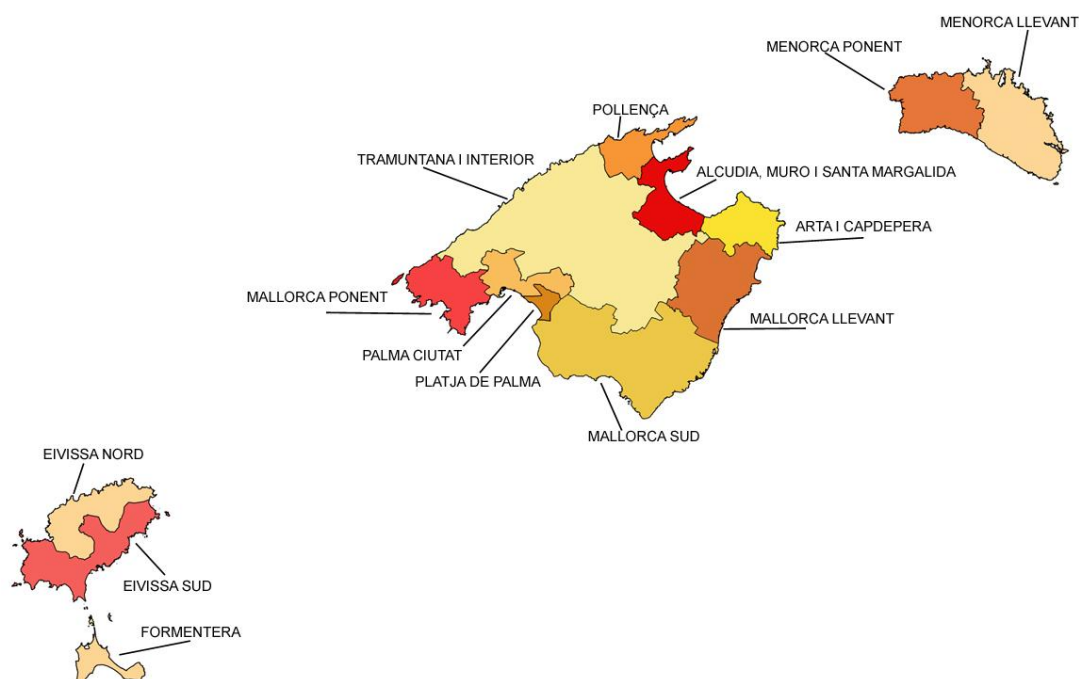 MENORCA LLEVANT
MENORCA PONENT
POLLENÇA
TRAMUNTANA I INTERIOR
ALCUDIA, MURO I SANTA MARGALIDA
ARTA I CAPDEPERA
MALLORCA PONENT
MALLORCA LLEVANT
PALMA CIUTAT
PLATJA DE PALMA
MALLORCA SUD
EIVISSA NORD
EIVISSA SUD
FORMENTERA